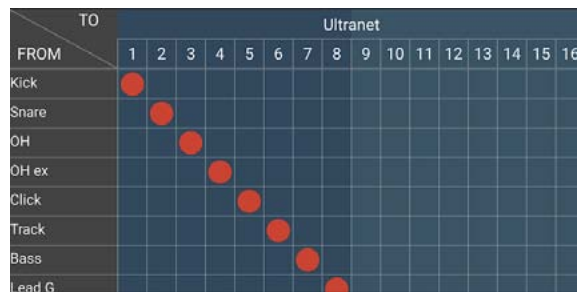 TO Ultranet
FROM 1 2 3 4 5 6 7 8 9 10 11 12 13 14 15 16
Kick
Snare
OH
OH ex
Click
Track
Bass
Lead G